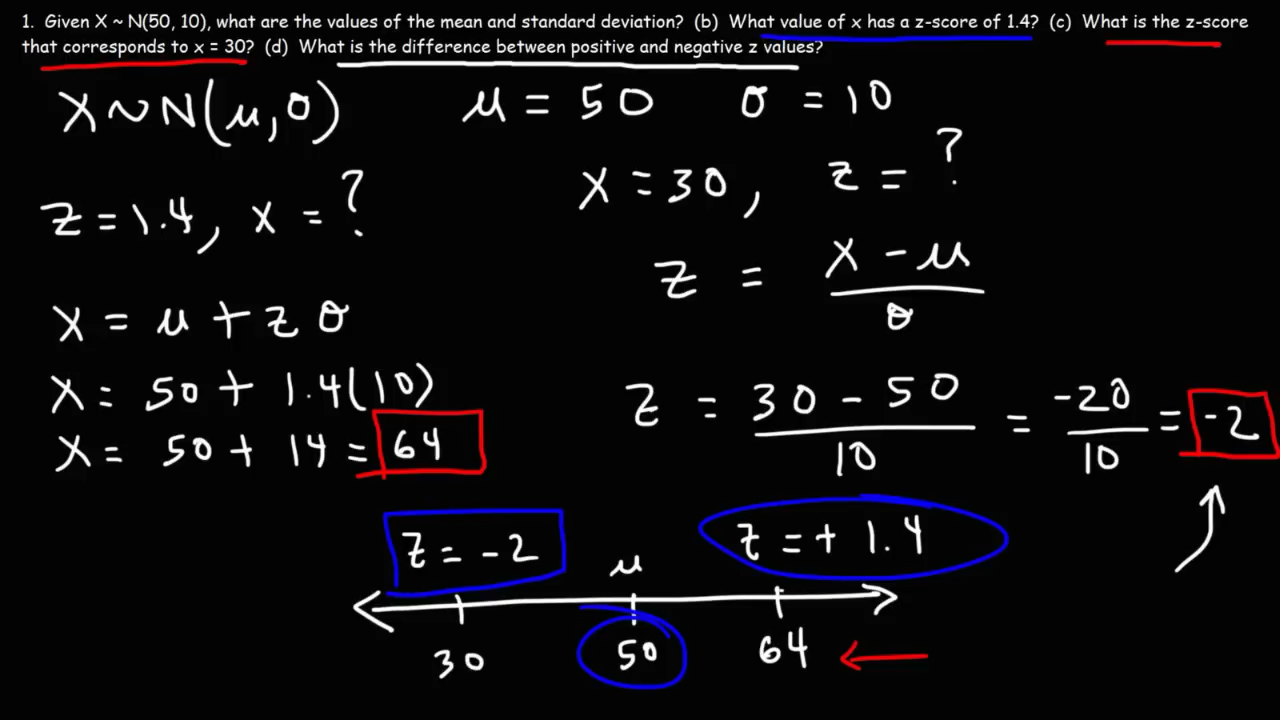 1. Given X ~ N(50, 10), what are the values of the mean and standard deviation? (b) What value of x has a z-score of 1.4? (c) What is the z-score
that corresponds to x = 30? (d) What is the difference between positive and negative z values?
X ~ N(μ, σ)
μ = 50 σ = 10
z = 1.4, x = ?
x = μ + z σ
x = 50 + 1.4(10)
x = 50 + 14 = 64
x = 30, z = ?
z = (x - μ) / σ
z = (30 - 50) / 10 = -20 / 10 = -2
z = -2 μ z = + 1.4
30 50 64